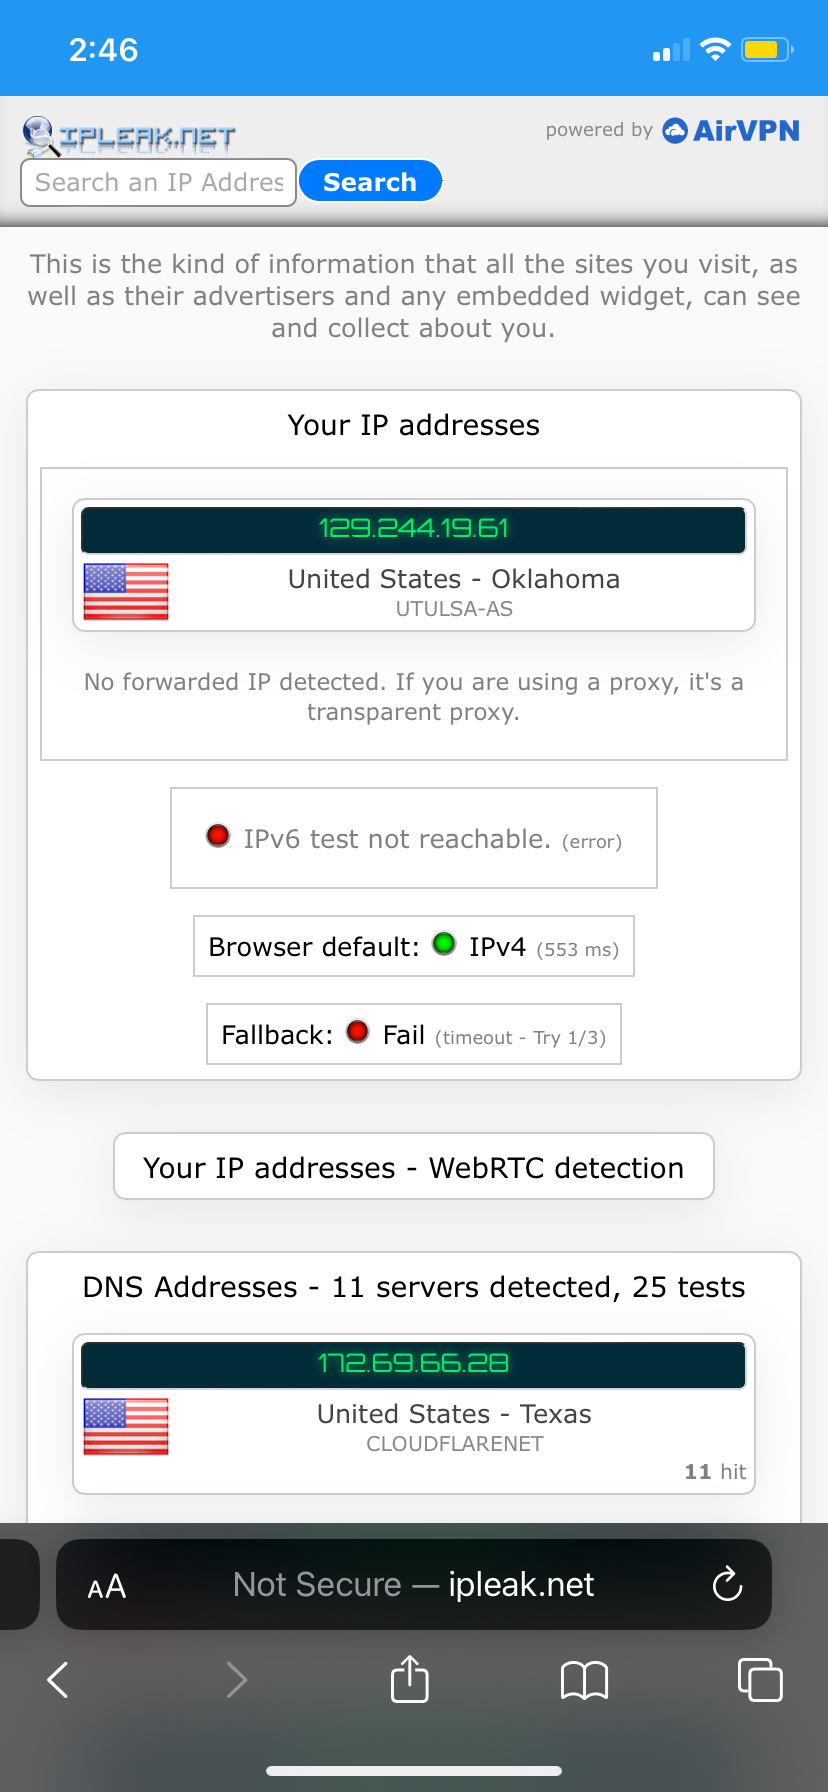 2:46
IPLEAK.NET
powered by AirVPN
Search an IP Addres
Search
This is the kind of information that all the sites you visit, as
well as their advertisers and any embedded widget, can see
and collect about you.
Your IP addresses
129.244.19.61
United States - Oklahoma
UTULSA-AS
No forwarded IP detected. If you are using a proxy, it's a
transparent proxy.
IPv6 test not reachable. (error)
Browser default: IPv4 (553 ms)
Fallback: Fail (timeout - Try 1/3)
Your IP addresses - WebRTC detection
DNS Addresses - 11 servers detected, 25 tests
172.69.66.28
United States - Texas
CLOUDFLARENET
11 hit
AA
Not Secure — ipleak.net